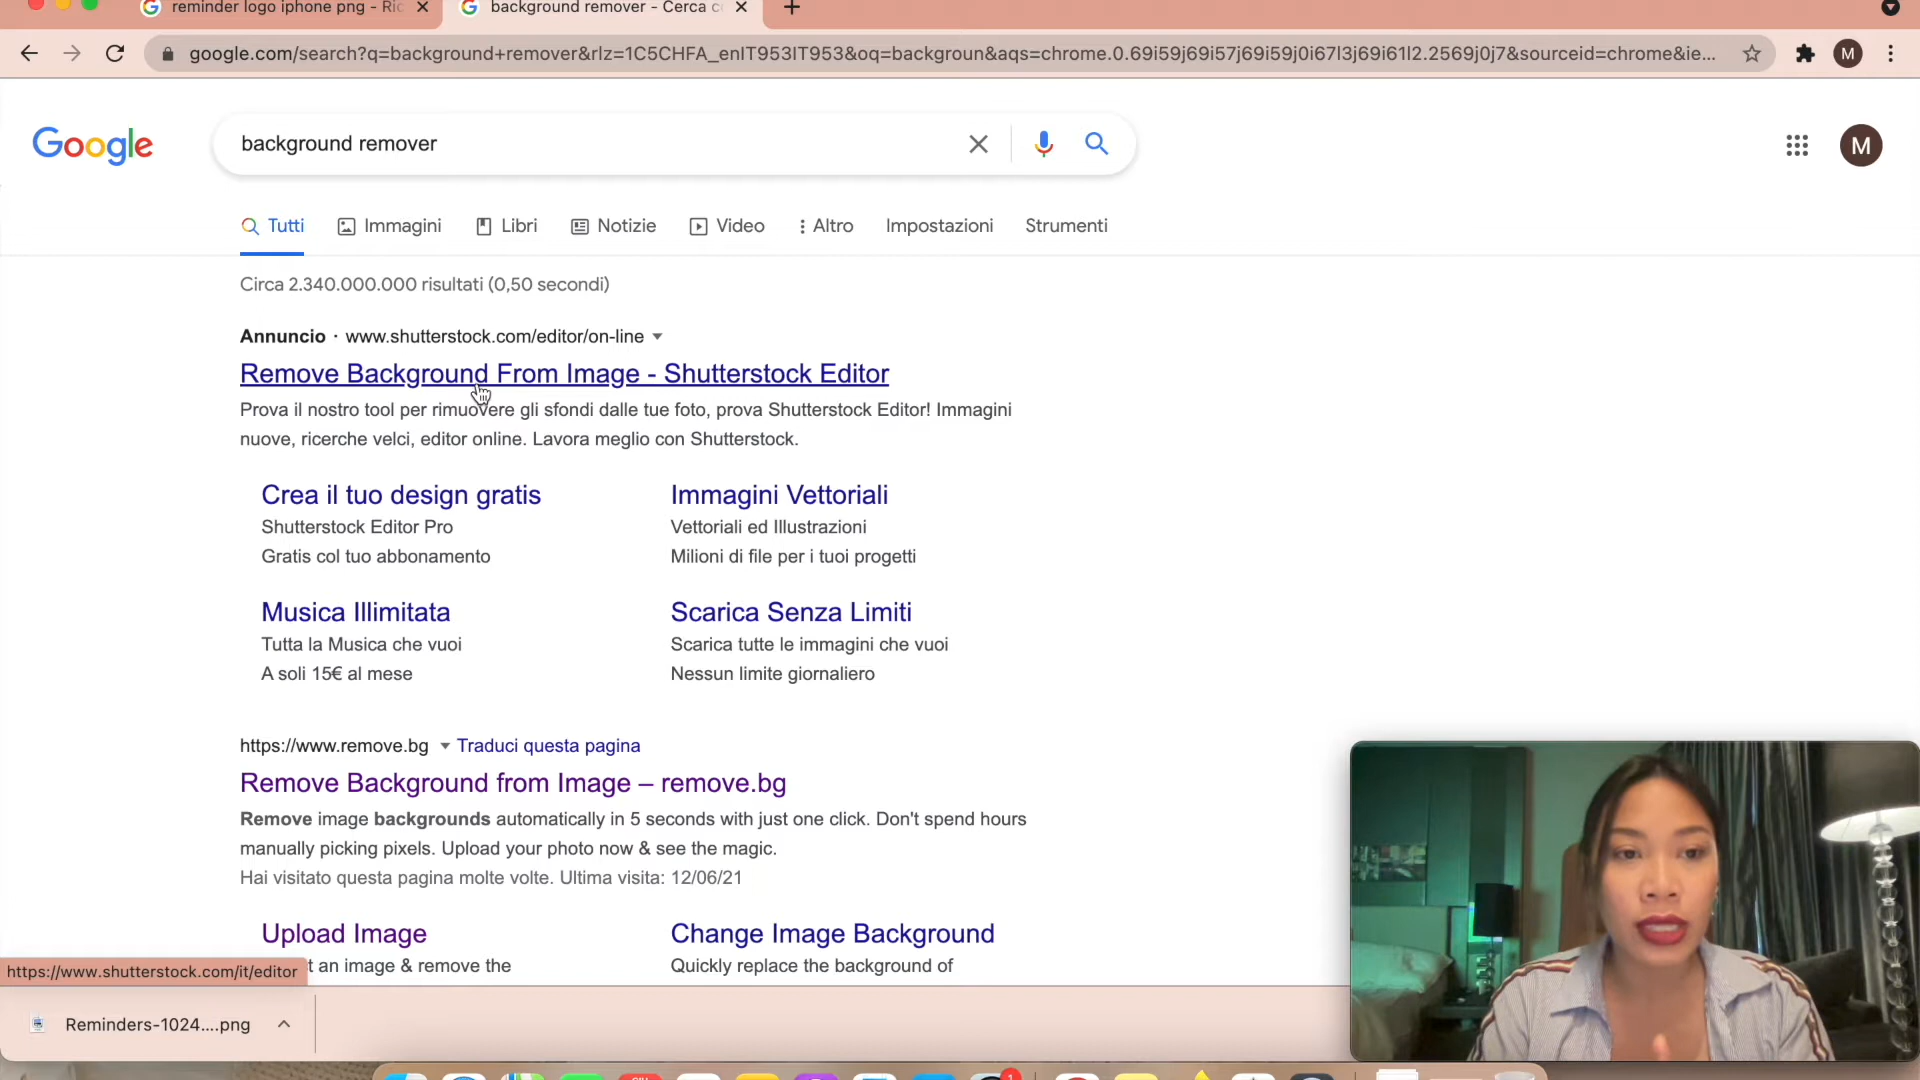 reminder logo iphone png - Ric
background remover - Cerca c
google.com/search?q=background+remover&rlz=1C5CHFA_enIT953IT953&oq=backgroun&aqs=chrome.0.69i59j69i57j69i59j0i67l3j69i61l2.2569j0j7&sourceid=chrome&ie...
M
Google
background remover
M
Tutti
Immagini
Libri
Notizie
Video
Altro
Impostazioni
Strumenti
Circa 2.340.000.000 risultati (0,50 secondi)
Annuncio · www.shutterstock.com/editor/on-line
Remove Background From Image - Shutterstock Editor
Prova il nostro tool per rimuovere gli sfondi dalle tue foto, prova Shutterstock Editor! Immagini
nuove, ricerche velci, editor online. Lavora meglio con Shutterstock.
Crea il tuo design gratis
Shutterstock Editor Pro
Gratis col tuo abbonamento
Immagini Vettoriali
Vettoriali ed Illustrazioni
Milioni di file per i tuoi progetti
Musica Illimitata
Tutta la Musica che vuoi
A soli 15€ al mese
Scarica Senza Limiti
Scarica tutte le immagini che vuoi
Nessun limite giornaliero
https://www.remove.bg
Traduci questa pagina
Remove Background from Image – remove.bg
Remove image backgrounds automatically in 5 seconds with just one click. Don't spend hours
manually picking pixels. Upload your photo now & see the magic.
Hai visitato questa pagina molte volte. Ultima visita: 12/06/21
Upload Image
t an image & remove the
Change Image Background
Quickly replace the background of
https://www.shutterstock.com/it/editor
Reminders-1024....png
1